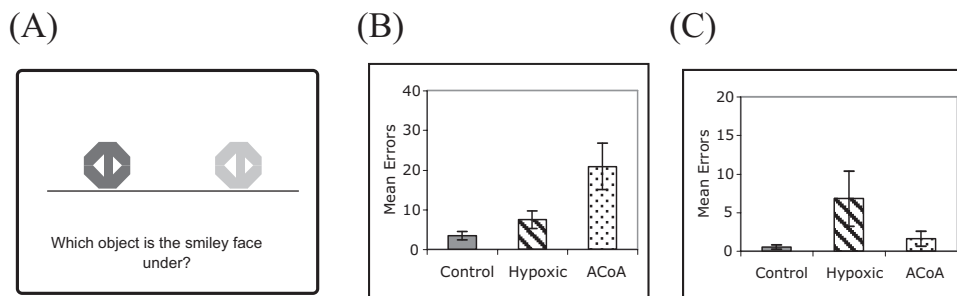 (A)
(B)
(C)
Which object is the smiley face
under?
Mean Errors
40
30
20
10
0
Control Hypoxic ACoA
Mean Errors
20
15
10
5
0
Control Hypoxic ACoA